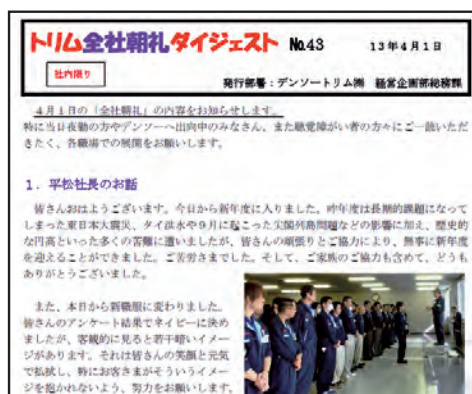 トリム全社朝礼ダイジェスト No.43 13年4月1日
社内限り
発行部署：デンソートリム㈱ 経営企画部総務課
4月1日の「全社朝礼」の内容をお知らせします。
特に当日夜勤の方やデンソーへ出向中のみなさん、また聴覚障がい者の方々にご一読いただ
きたく、各職場での展開をお願いします。
1．平松社長のお話
皆さんおはようございます。今日から新年度に入りました。昨年度は長期的課題になって
しまった東日本大震災、タイ洪水や9月に起こった尖閣列島問題などの影響に加え、歴史的
な円高といった多くの苦難に遭いましたが、皆さんの頑張りとご協力により、無事に新年度
を迎えることができました。ご苦労さまでした。そして、ご家族のご協力も含めて、どうも
ありがとうございました。
また、本日から新職服に変わりました。
皆さんのアンケート結果でネイビーに決め
ましたが、客観的に見ると若干暗いイメー
ジがあります。それは皆さんの笑顔と元気
で払拭し、特にお客さまがそういうイメー
ジを抱かれないよう、努力をお願いします。